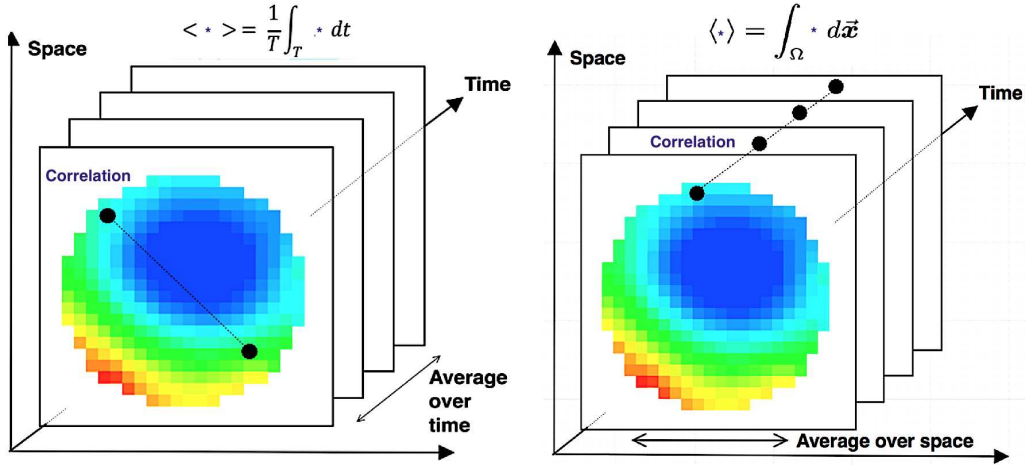 < * > = 1/T ∫_T * dt
Space
Time
Correlation
Average
over
time
⟨*⟩ = ∫_Ω * dx⃗
Space
Time
Correlation
Average over space